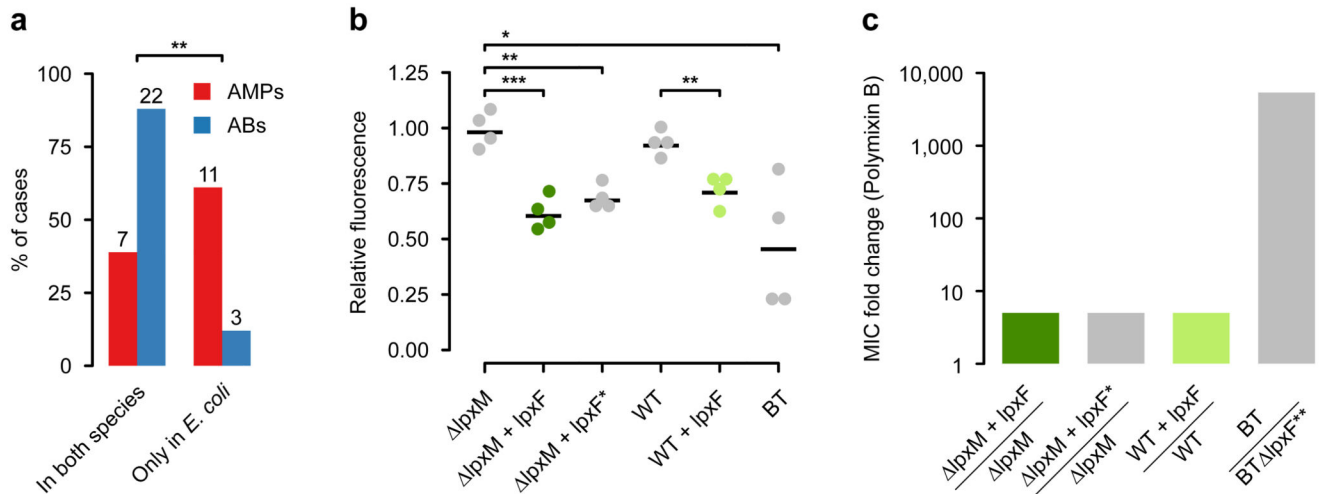 a
**
% of cases
100
75
50
25
0
7
22
11
3
AMPs
ABs
In both species
Only in E. coli
b
*
**
***
**
Relative fluorescence
1.25
1.00
0.75
0.50
0.25
0.00
ΔlpxM
ΔlpxM + lpxF
ΔlpxM + lpxF*
WT
WT + lpxF
BT
c
MIC fold change (Polymixin B)
10,000
1,000
100
10
1
ΔlpxM + lpxF
ΔlpxM
ΔlpxM + lpxF*
ΔlpxM
WT + lpxF
WT
BT
BTΔlpxF**